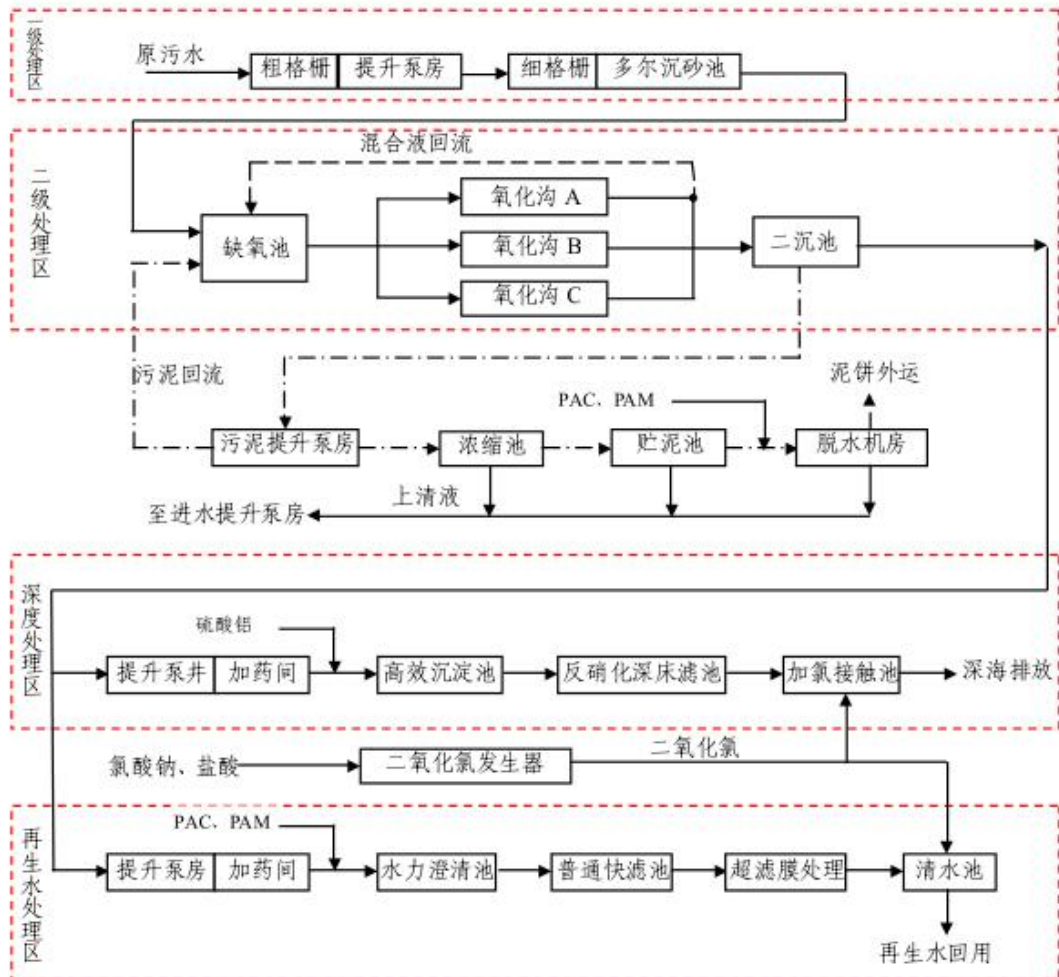 一级处理区
原污水
粗格栅 提升泵房 细格栅 多尔沉砂池
二级处理区
混合液回流
氧化沟 A
缺氧池 氧化沟 B 二沉池
氧化沟 C
污泥回流 泥饼外运
PAC、PAM
污泥提升泵房 浓缩池 贮泥池 脱水机房
上清液
至进水提升泵房
深度处理区
硫酸铝
提升泵井 加药间 高效沉淀池 反硝化深床滤池 加氯接触池 深海排放
二氧化氯
氯酸钠、盐酸 二氧化氯发生器
再生水处理区
PAC、PAM
提升泵房 加药间 水力澄清池 普通快滤池 超滤膜处理 清水池
再生水回用